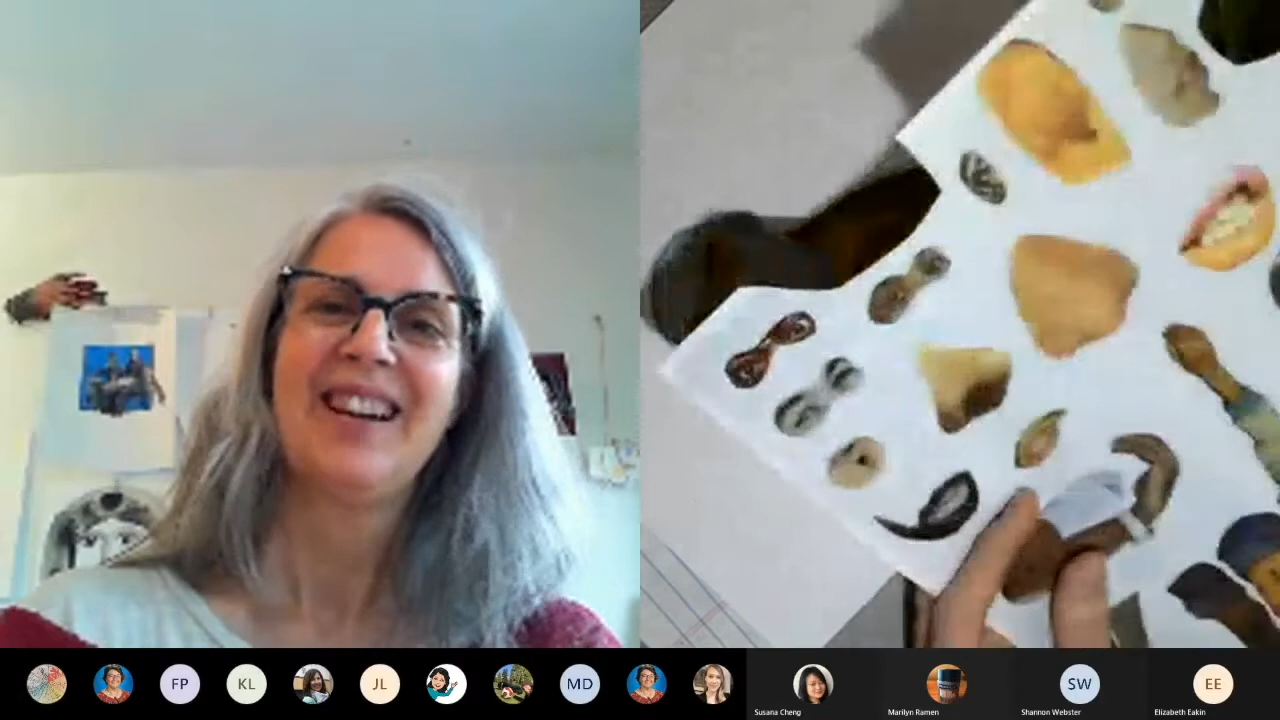 FP
KL
JL
MD
SW
EE
Susana Cheng
Marilyn Ramen
Shannon Webster
Elizabeth Eakin